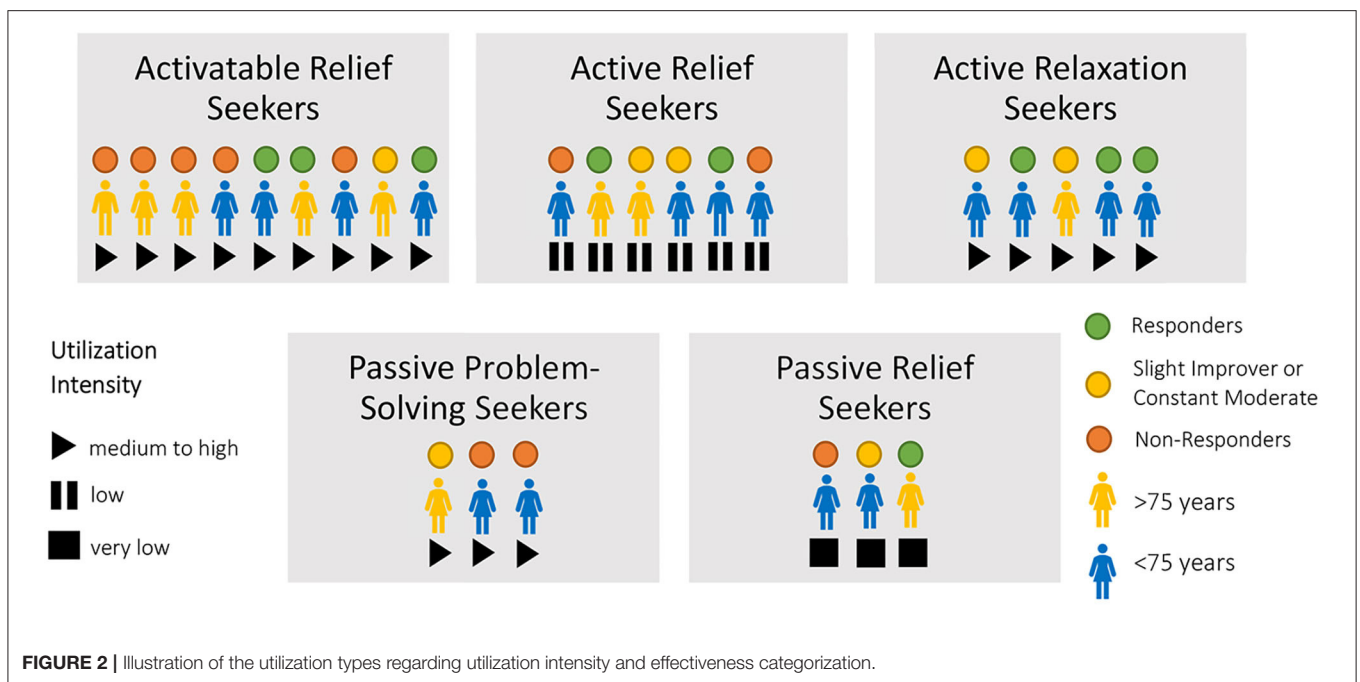 Activatable Relief
Seekers
Active Relief
Seekers
Active Relaxation
Seekers
Utilization
Intensity
medium to high
low
very low
Passive Problem-
Solving Seekers
Passive Relief
Seekers
Responders
Slight Improver or
Constant Moderate
Non-Responders
>75 years
<75 years
FIGURE 2 | Illustration of the utilization types regarding utilization intensity and effectiveness categorization.